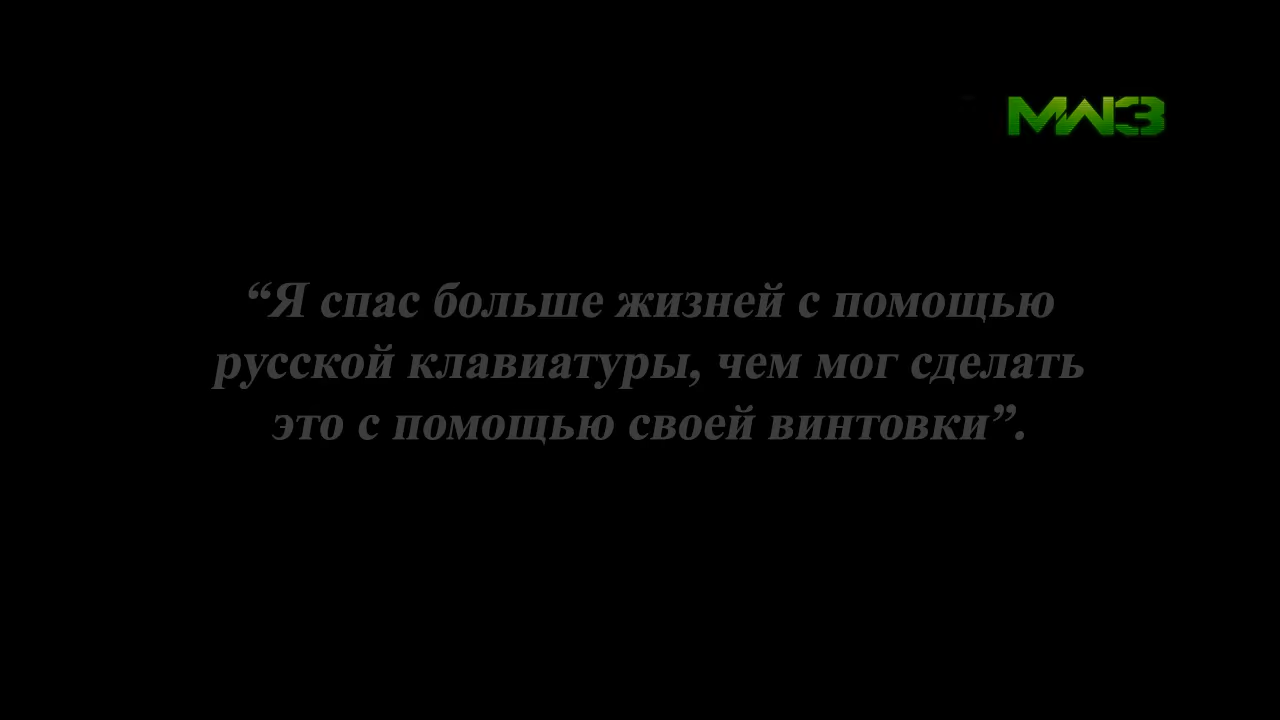 MW3
“Я спас больше жизней с помощью
русской клавиатуры, чем мог сделать
это с помощью своей винтовки”.